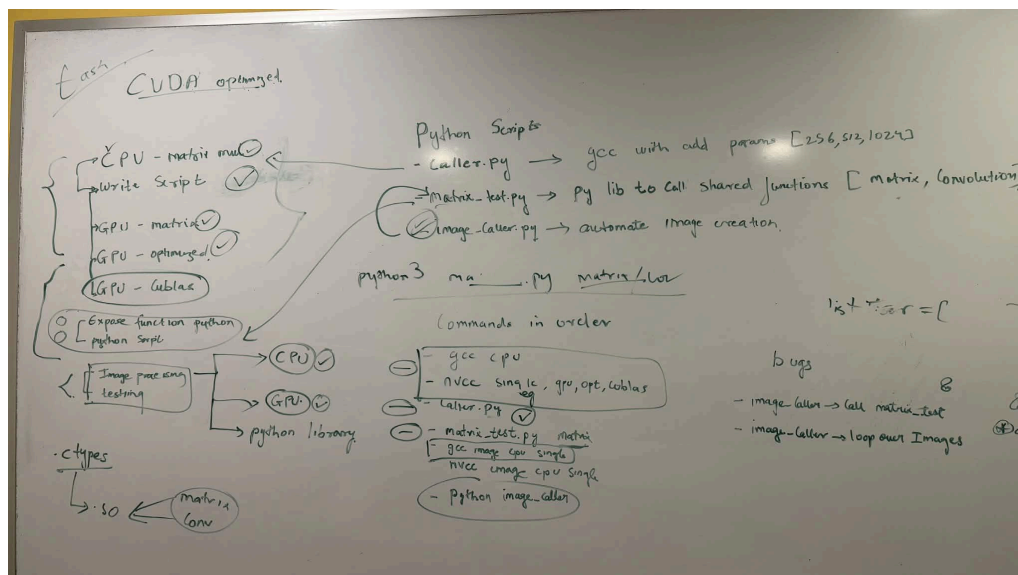 Task
CUDA optimized.
CPU - matrix mul
Write Script
GPU - matrix
GPU - optimized
GPU - Cublas
Expose function python
python Script
Image processing
testing
CPU
GPU
python library
.ctypes
.so
matrix
Conv
Python Scripts
- Caller.py → gcc with add params [256,512,1024]
matrix_test.py → py lib to call shared functions [matrix, Convolution]
image_Caller.py → automate image creation.
python3 ma____.py matrix/
Commands in order
- gcc cpu
- nvcc single, gpu, opt, cublas
- Caller.py
- matrix_test.py matrix
- gcc image cpu single
nvcc image cpu single
- Python image_caller
= [
bugs
- image_Caller → Call matrix_test
- image_Caller → loop over Images